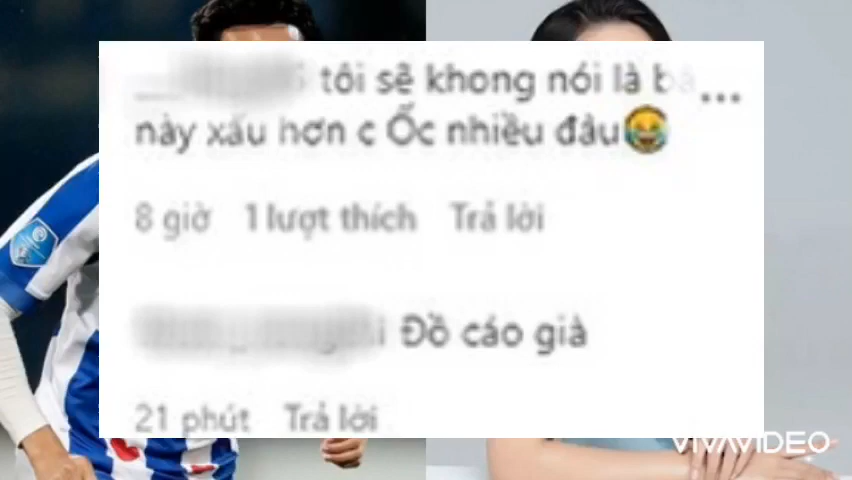 tôi sẽ khong nói là bà ...
này xấu hơn c Ốc nhiều đâu😂
8 giờ 1 lượt thích Trả lời
Đồ cáo già
21 phút Trả lời
VIVAVIDEO